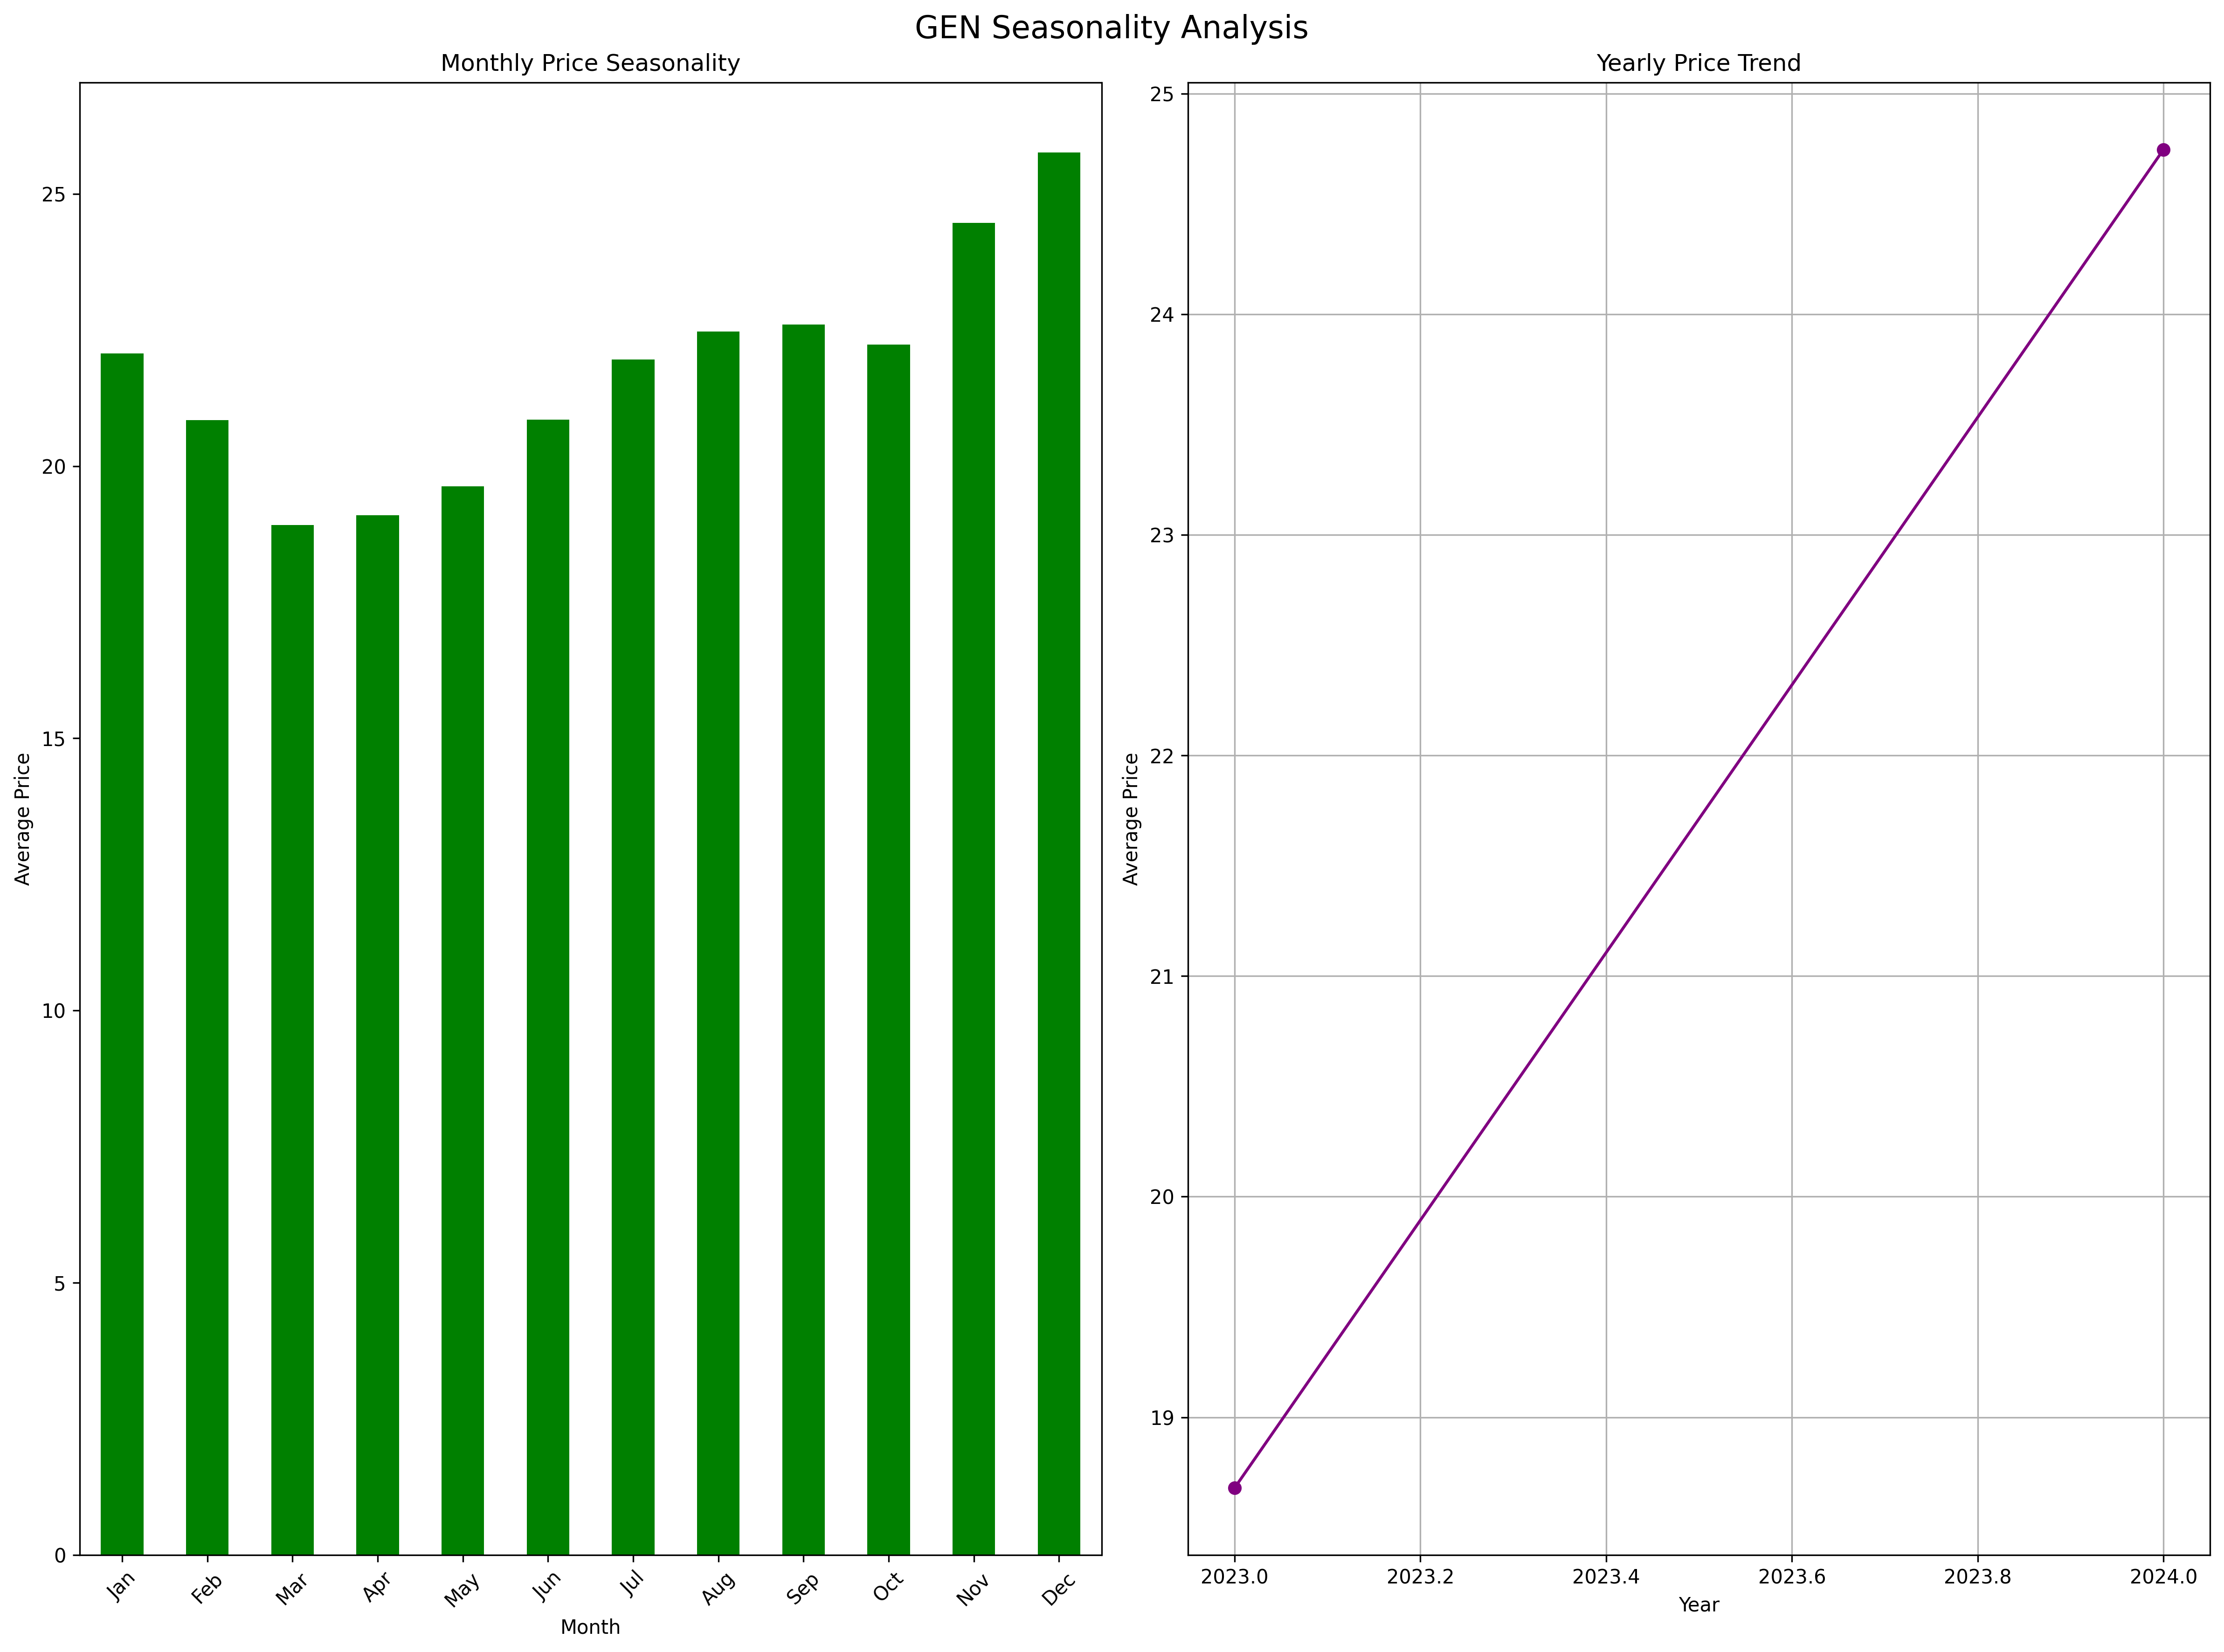 GEN Seasonality Analysis
Monthly Price Seasonality
Average Price
25
20
15
10
5
0
Jan
Feb
Mar
Apr
May
Jun
Jul
Aug
Sep
Oct
Nov
Dec
Month
Yearly Price Trend
Average Price
25
24
23
22
21
20
19
2023.0
2023.2
2023.4
2023.6
2023.8
2024.0
Year